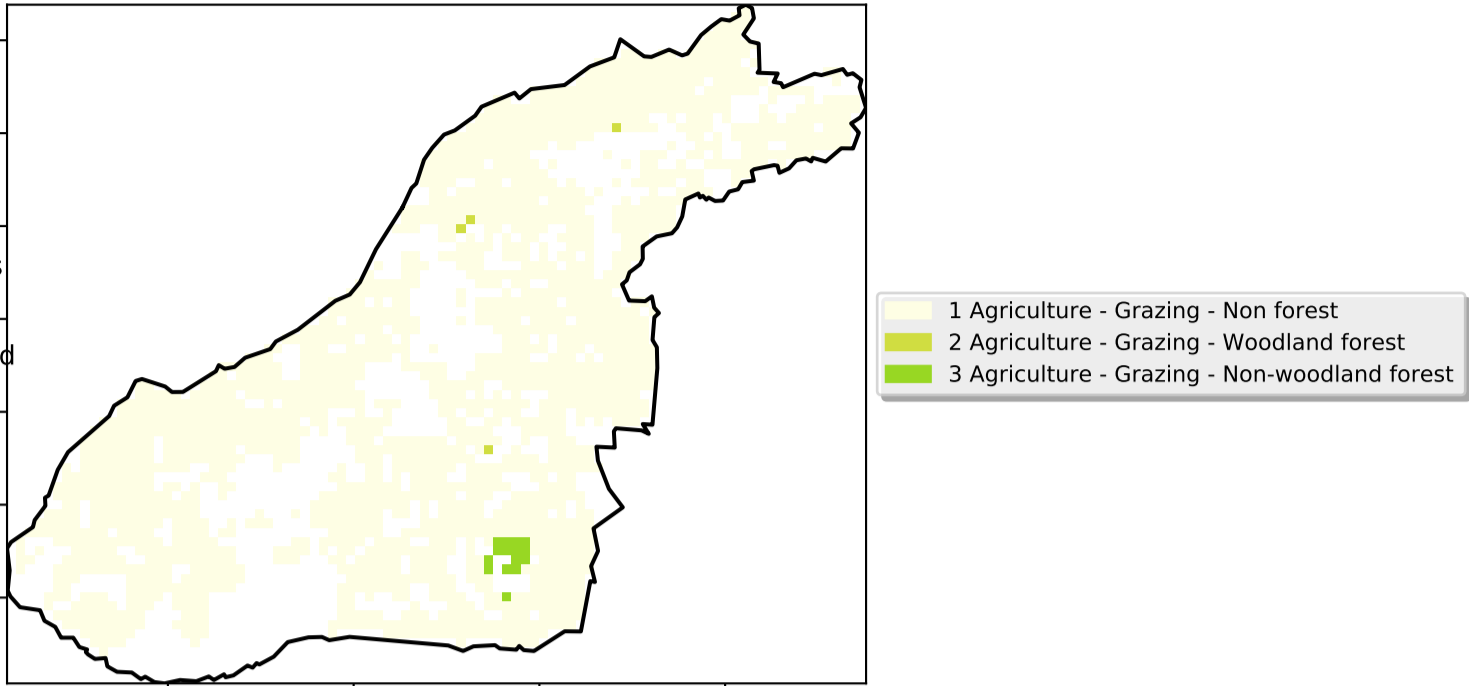 1 Agriculture - Grazing - Non forest
2 Agriculture - Grazing - Woodland forest
3 Agriculture - Grazing - Non-woodland forest
d